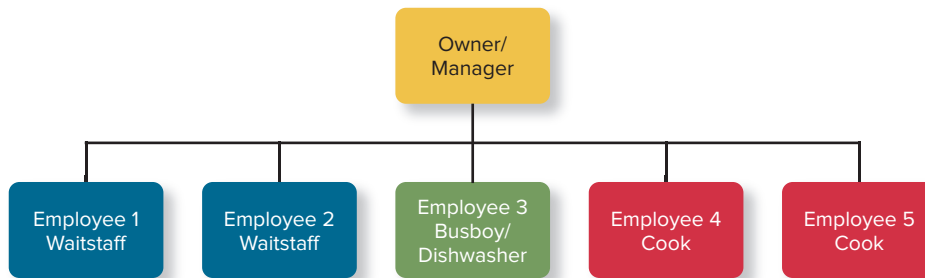 Owner/
Manager
Employee 1
Waitstaff
Employee 2
Waitstaff
Employee 3
Busboy/
Dishwasher
Employee 4
Cook
Employee 5
Cook